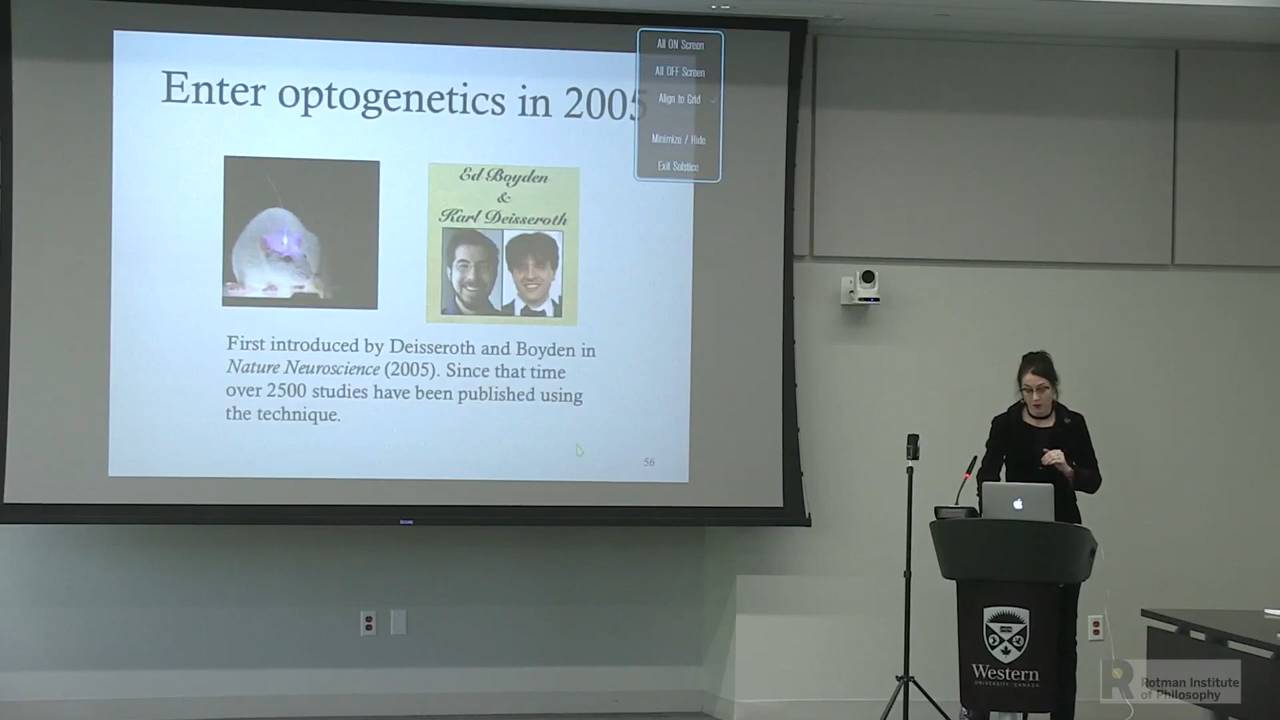 Enter optogenetics in 2005
All ON Screen
All OFF Screen
Align to Grid
Minimize / Hide
Exit Solstice
Ed Boyden
&
Karl Deisseroth
First introduced by Deisseroth and Boyden in
Nature Neuroscience (2005). Since that time
over 2500 studies have been published using
the technique.
56
Western
UNIVERSITY · CANADA
R
Rotman Institute
of Philosophy